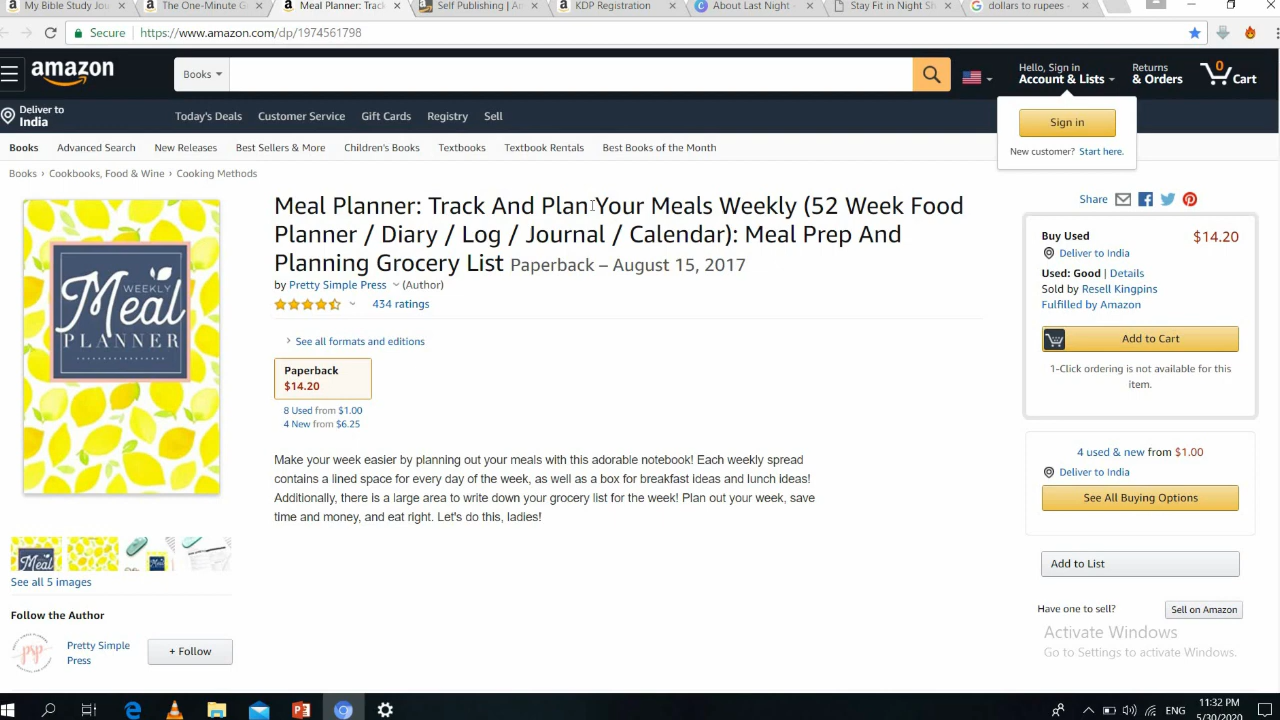 My Bible Study Jou
The One-Minute G
Meal Planner: Track
Self Publishing | Am
KDP Registration
About Last Night -
Stay Fit in Night Sh
dollars to rupees -
Secure
https://www.amazon.com/dp/1974561798
amazon
Books
Hello, Sign in
Account & Lists
Returns
& Orders
0
Cart
Deliver to
India
Today's Deals
Customer Service
Gift Cards
Registry
Sell
Sign in
New customer? Start here.
Books
Advanced Search
New Releases
Best Sellers & More
Children's Books
Textbooks
Textbook Rentals
Best Books of the Month
Books › Cookbooks, Food & Wine › Cooking Methods
WEEKLY
Meal
PLANNER
Meal Planner: Track And Plan Your Meals Weekly (52 Week Food
Planner / Diary / Log / Journal / Calendar): Meal Prep And
Planning Grocery List Paperback – August 15, 2017
by Pretty Simple Press (Author)
434 ratings
› See all formats and editions
Paperback
$14.20
8 Used from $1.00
4 New from $6.25
Make your week easier by planning out your meals with this adorable notebook! Each weekly spread
contains a lined space for every day of the week, as well as a box for breakfast ideas and lunch ideas!
Additionally, there is a large area to write down your grocery list for the week! Plan out your week, save
time and money, and eat right. Let's do this, ladies!
Meal
See all 5 images
Follow the Author
psp
Pretty Simple
Press
+ Follow
Share
Buy Used
$14.20
Deliver to India
Used: Good | Details
Sold by Resell Kingpins
Fulfilled by Amazon
Add to Cart
1-Click ordering is not available for this
item.
4 used & new from $1.00
Deliver to India
See All Buying Options
Add to List
Have one to sell?
Sell on Amazon
Activate Windows
Go to Settings to activate Windows.
ENG
11:32 PM
5/30/2020